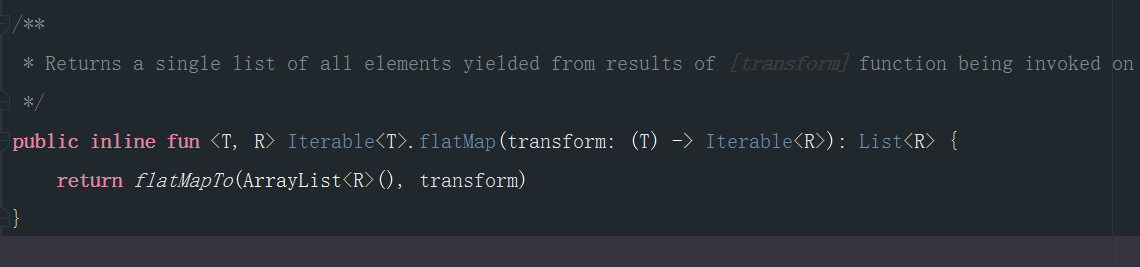 /**
* Returns a single list of all elements yielded from results of [transform] function being invoked on
*/
public inline fun <T, R> Iterable<T>.flatMap(transform: (T) -> Iterable<R>): List<R> {
return flatMapTo(ArrayList<R>(), transform)
}